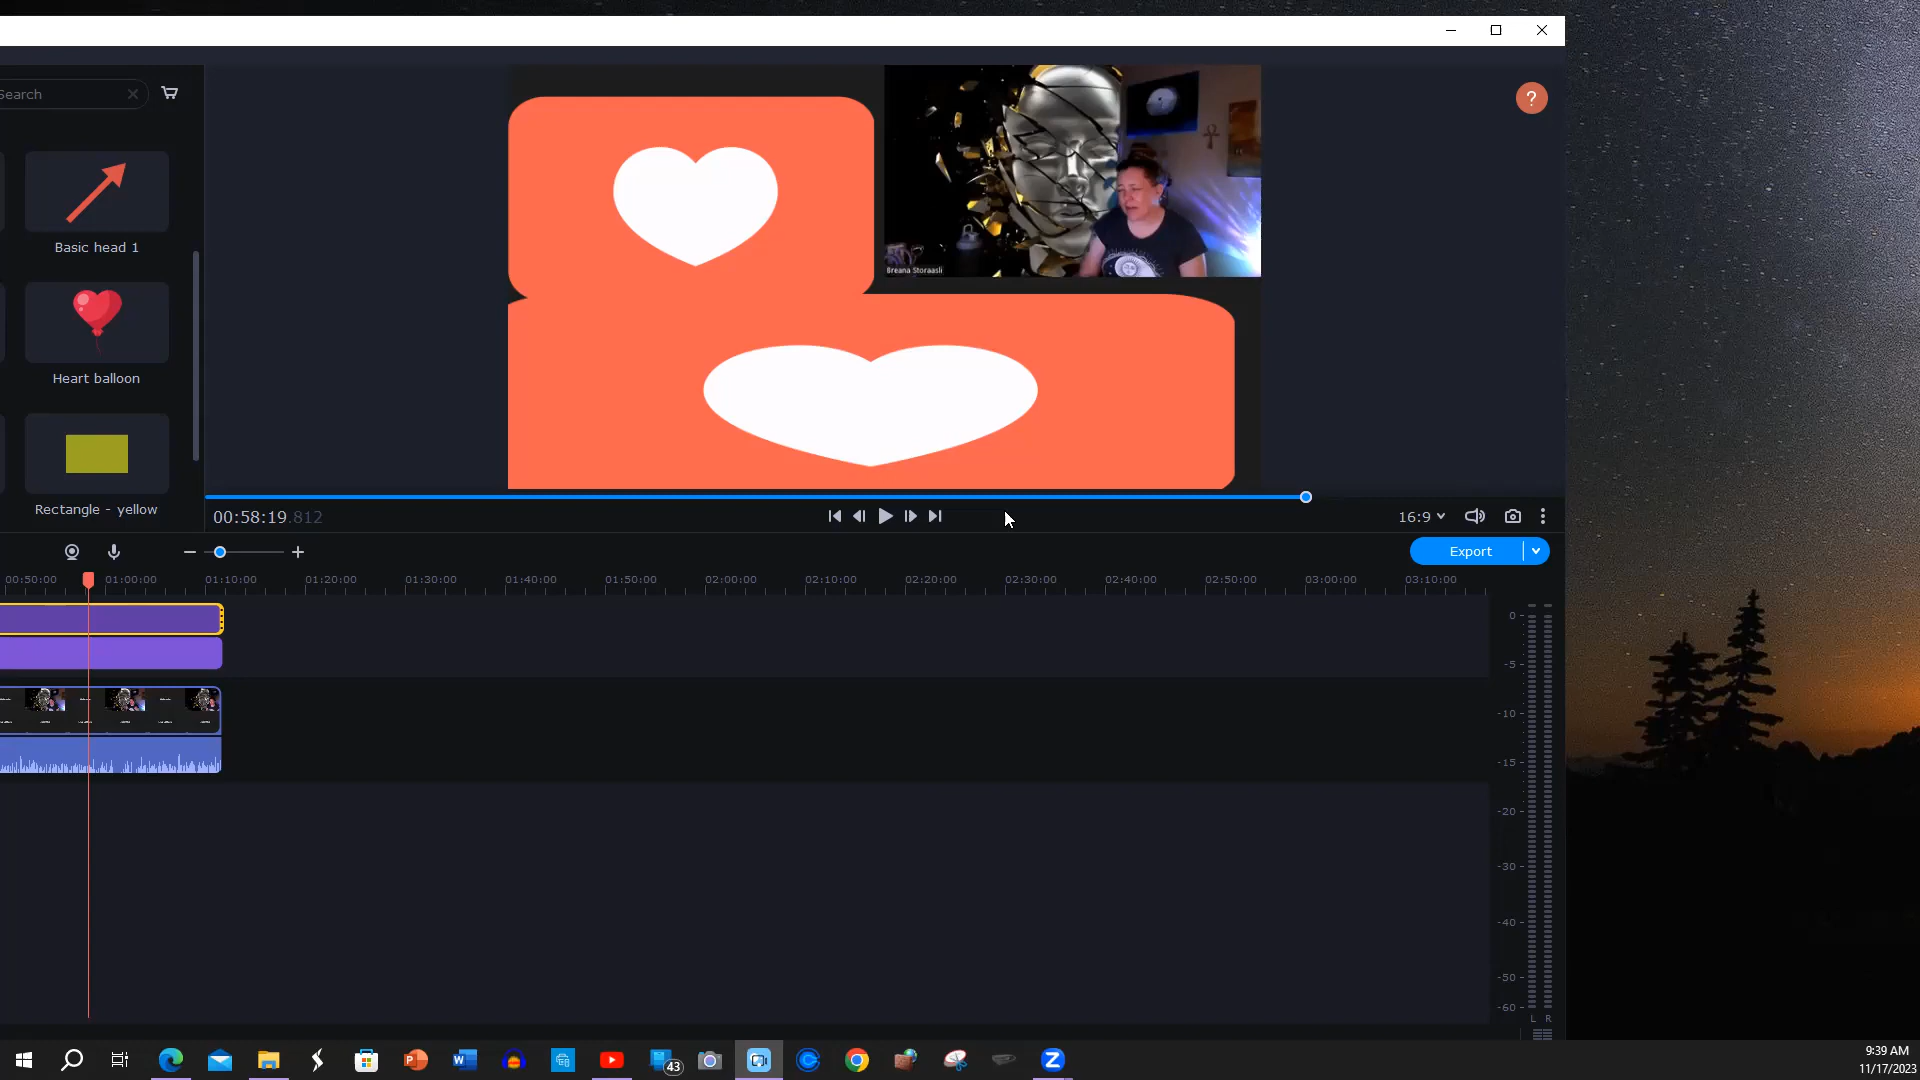 Search
?
Basic head 1
Heart balloon
Rectangle - yellow
Breana Storaasli
00:58:19.812
16:9
Export
00:50:00 01:00:00 01:10:00 01:20:00 01:30:00 01:40:00 01:50:00 02:00:00 02:10:00 02:20:00 02:30:00 02:40:00 02:50:00 03:00:00 03:10:00
0
-5
-10
-15
-20
-30
-40
-50
-60
L R
43
9:39 AM
11/17/2023